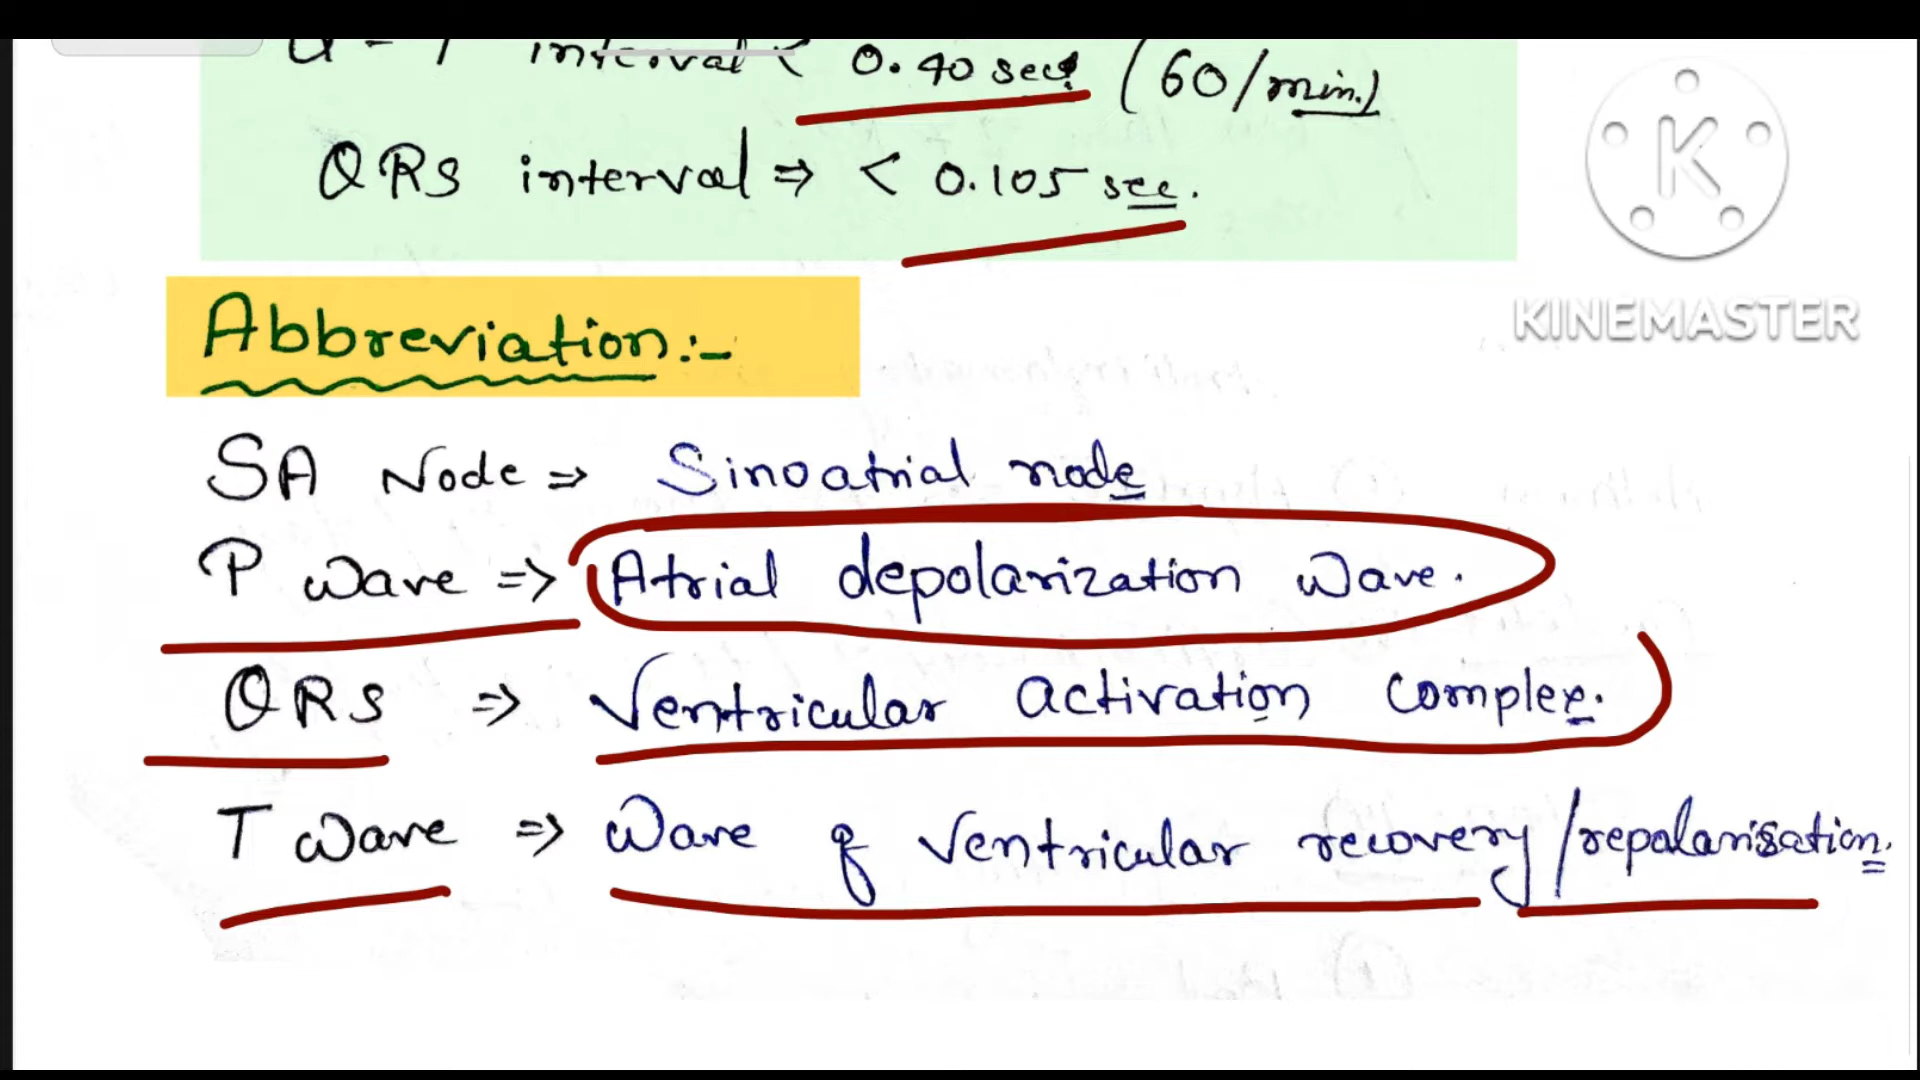 Q - T interval < 0.40 sec. (60/min.)
QRS interval ⇒ < 0.105 sec.
K
KINEMASTER
Abbreviation:-
SA Node ⇒ Sinoatrial node
P wave ⇒ Atrial depolarization wave.
QRS ⇒ Ventricular activation complex.
T wave ⇒ Wave of ventricular recovery/repolarisation.